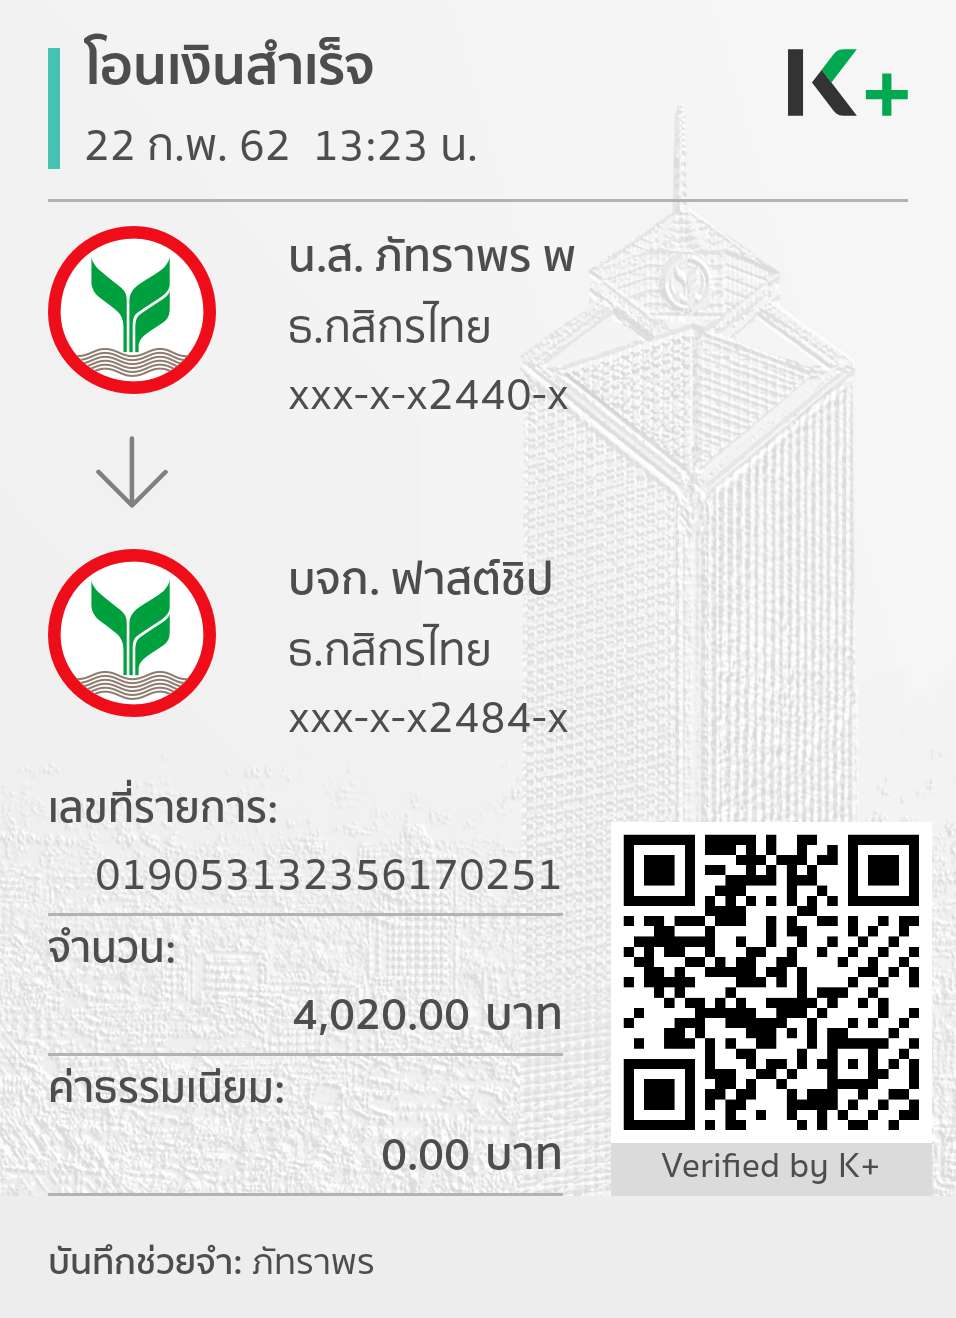 โอนเงินสำเร็จ
K+
22 ก.พ. 62 13:23 น.
น.ส. ภัทราพร พ
ธ.กสิกรไทย
xxx-x-x2440-x
บจก. ฟาสต์ชิป
ธ.กสิกรไทย
xxx-x-x2484-x
เลขที่รายการ:
019053132356170251
จำนวน:
4,020.00 บาท
ค่าธรรมเนียม:
0.00 บาท
Verified by K+
บันทึกช่วยจำ: ภัทราพร